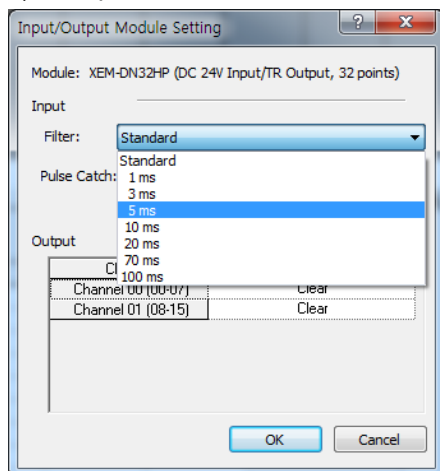 Input/Output Module Setting
Module: XEM-DN32HP (DC 24V Input/TR Output, 32 points)
Input
Filter: Standard
Standard
1 ms
3 ms
5 ms
10 ms
20 ms
70 ms
100 ms
Pulse Catch:
Output
Channel 00 (00-07) Clear
Channel 01 (08-15) Clear
OK Cancel